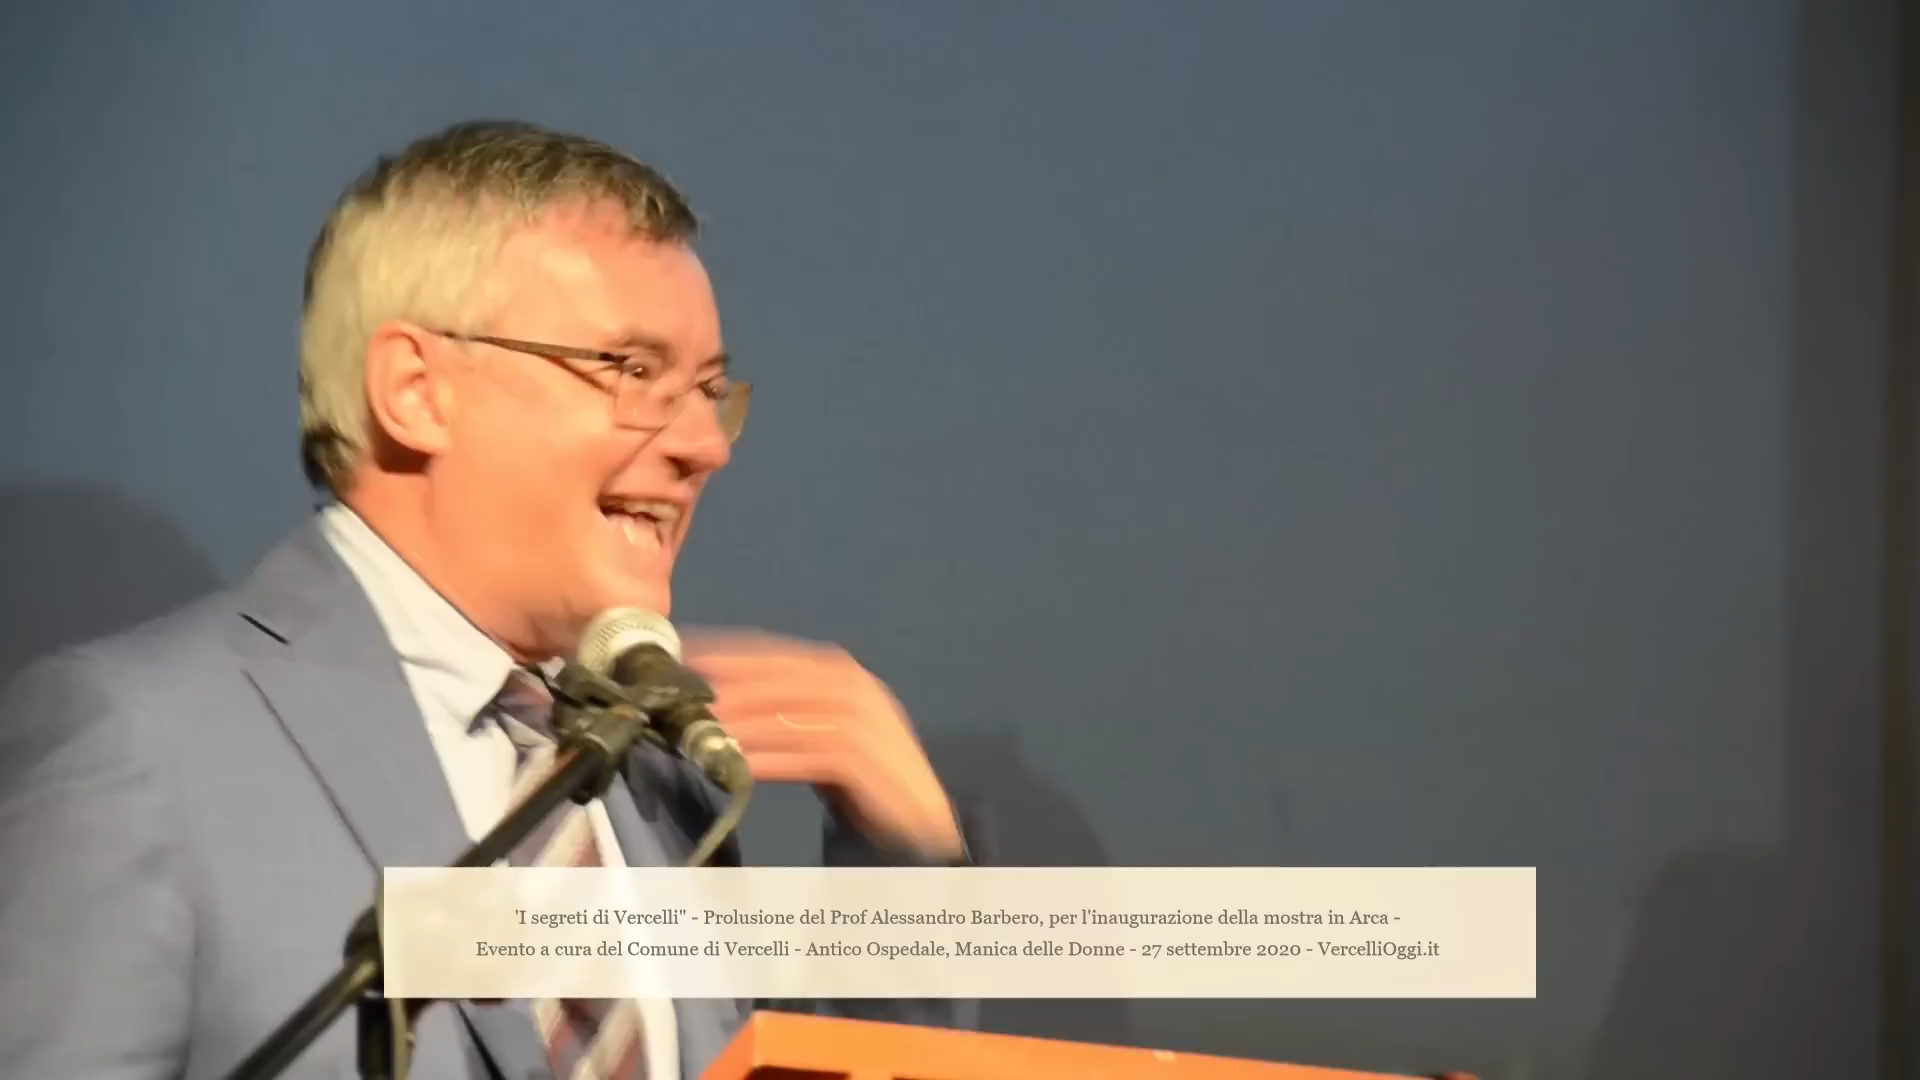 'I segreti di Vercelli" - Prolusione del Prof Alessandro Barbero, per l'inaugurazione della mostra in Arca -
Evento a cura del Comune di Vercelli - Antico Ospedale, Manica delle Donne - 27 settembre 2020 - VercelliOggi.it